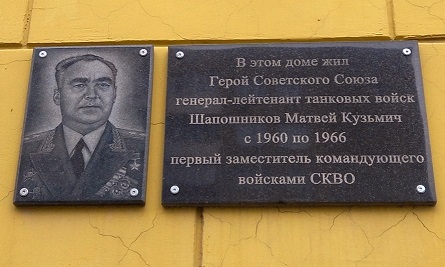 В этом доме жил
Герой Советского Союза
генерал-лейтенант танковых войск
Шапошников Матвей Кузьмич
с 1960 по 1966
первый заместитель командующего
войсками СКВО